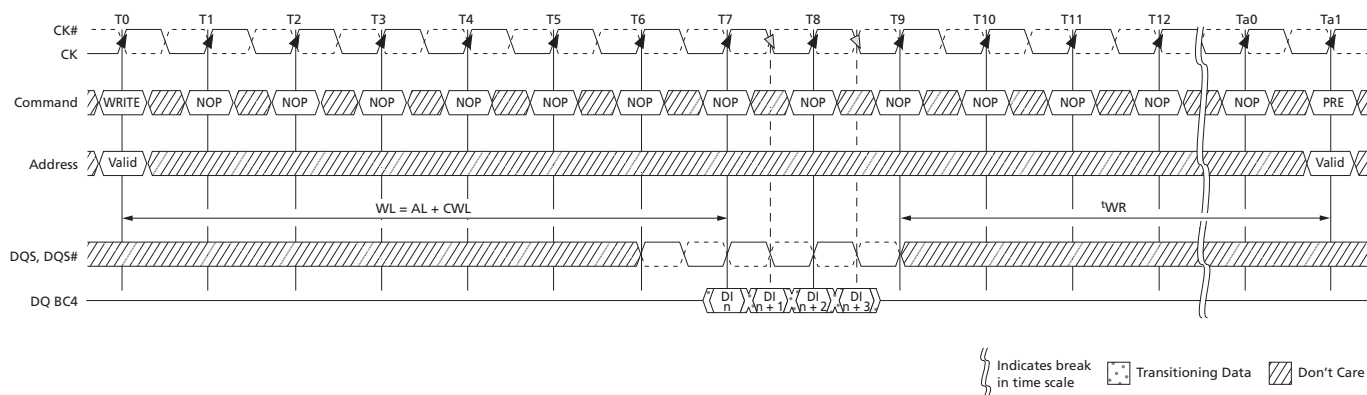 T0 T1 T2 T3 T4 T5 T6 T7 T8 T9 T10 T11 T12 Ta0 Ta1
CK#
CK
Command WRITE NOP NOP NOP NOP NOP NOP NOP NOP NOP NOP NOP NOP NOP PRE
Address Valid Valid
WL = AL + CWL tWR
DQS, DQS#
DQ BC4 DI n DI n + 1 DI n + 2 DI n + 3
Indicates break
in time scale
Transitioning Data
Don't Care